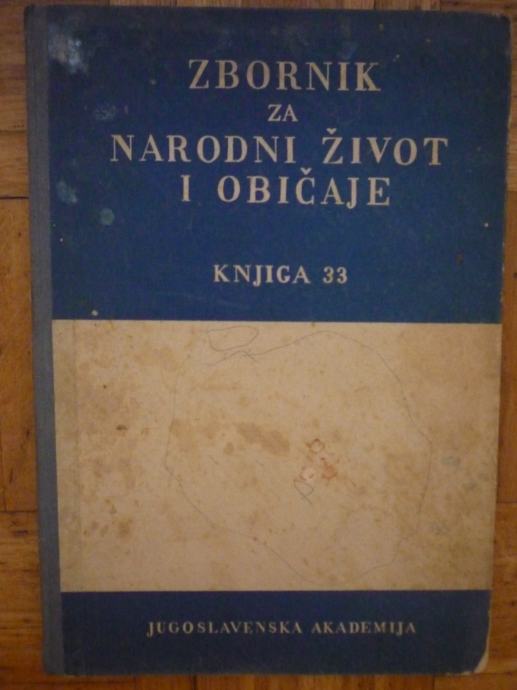 ZBORNIK
ZA
NARODNI ŽIVOT
I OBIČAJE
KNJIGA 33
JUGOSLAVENSKA AKADEMIJA